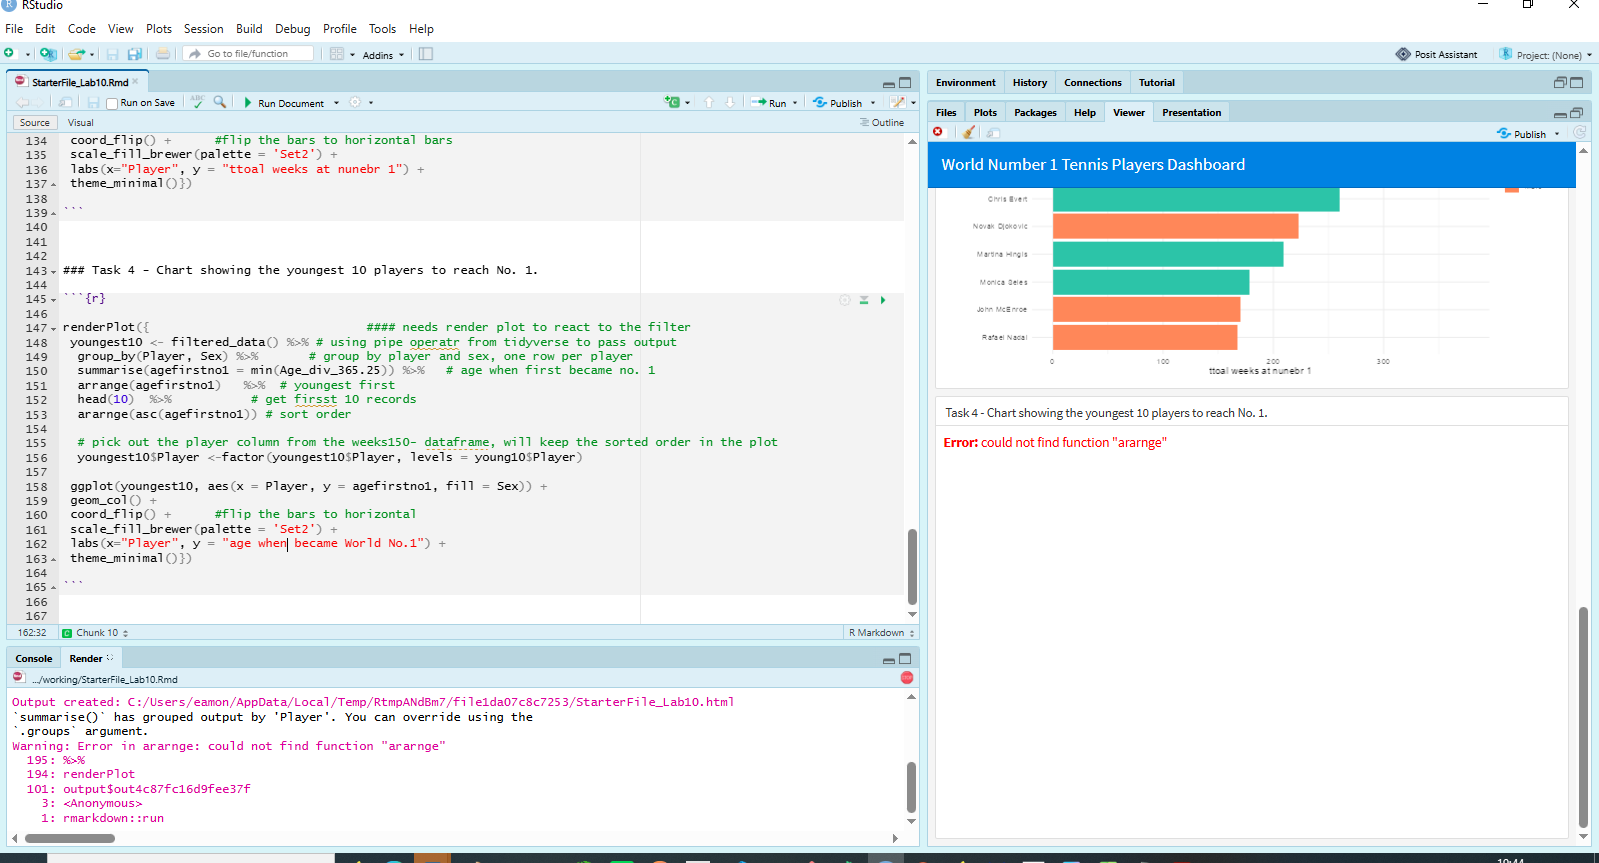 RStudio
File Edit Code View Plots Session Build Debug Profile Tools Help
Go to file/function Addins Posit Assistant Project: (None)
StarterFile_Lab10.Rmd
Run on Save ABC Run Document Run Publish
Source Visual Outline
134 coord_flip() + #flip the bars to horizontal bars
135 scale_fill_brewer(palette = 'Set2') +
136 labs(x="Player", y = "ttoal weeks at nunebr 1") +
137 theme_minimal()})
138
139 ```
140
141
142
143 ### Task 4 - Chart showing the youngest 10 players to reach No. 1.
144
145 ```{r}
146
147 renderPlot({ #### needs render plot to react to the filter
148 youngest10 <- filtered_data() %>% # using pipe operatr from tidyverse to pass output
149 group_by(Player, Sex) %>% # group by player and sex, one row per player
150 summarise(agefirstno1 = min(Age_div_365.25)) %>% # age when first became no. 1
151 arrange(agefirstno1) %>% # youngest first
152 head(10) %>% # get firsst 10 records
153 ararnge(asc(agefirstno1)) # sort order
154
155 # pick out the player column from the weeks150- dataframe, will keep the sorted order in the plot
156 youngest10$Player <-factor(youngest10$Player, levels = young10$Player)
157
158 ggplot(youngest10, aes(x = Player, y = agefirstno1, fill = Sex)) +
159 geom_col() +
160 coord_flip() + #flip the bars to horizontal
161 scale_fill_brewer(palette = 'Set2') +
162 labs(x="Player", y = "age when became World No.1") +
163 theme_minimal()})
164
165 ```
166
167
162:32 Chunk 10 R Markdown
Console Render
.../working/StarterFile_Lab10.Rmd
Output created: C:/Users/eamon/AppData/Local/Temp/RtmpANdBm7/file1da07c8c7253/StarterFile_Lab10.html
`summarise()` has grouped output by 'Player'. You can override using the
`.groups` argument.
Warning: Error in ararnge: could not find function "ararnge"
195: %>%
194: renderPlot
101: output$out4c87fc16d9fee37f
3: <Anonymous>
1: rmarkdown::run
Environment History Connections Tutorial
Files Plots Packages Help Viewer Presentation
Publish
World Number 1 Tennis Players Dashboard
Chris Evert
Novak Djokovic
Martina Hingis
Monica Seles
John McEnroe
Rafael Nadal
0 100 200 300
ttoal weeks at nunebr 1
Task 4 - Chart showing the youngest 10 players to reach No. 1.
Error: could not find function "ararnge"